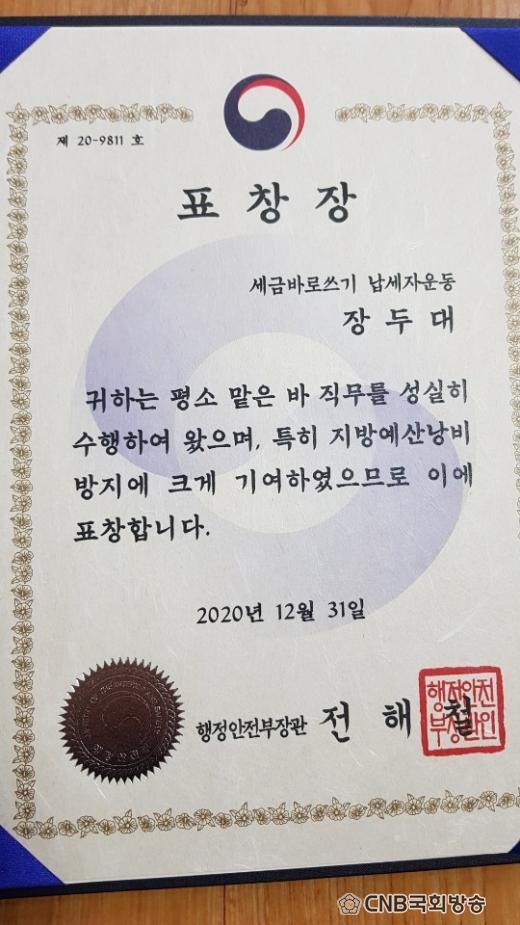 제 20-9811 호
표 창 장
세금바로쓰기 납세자운동
장 두 대
귀하는 평소 맡은 바 직무를 성실히
수행하여 왔으며, 특히 지방예산낭비
방지에 크게 기여하였으므로 이에
표창합니다.
2020년 12월 31일
행정안전부장관 전 해 철
행정안전
부장관인
CNB국회방송